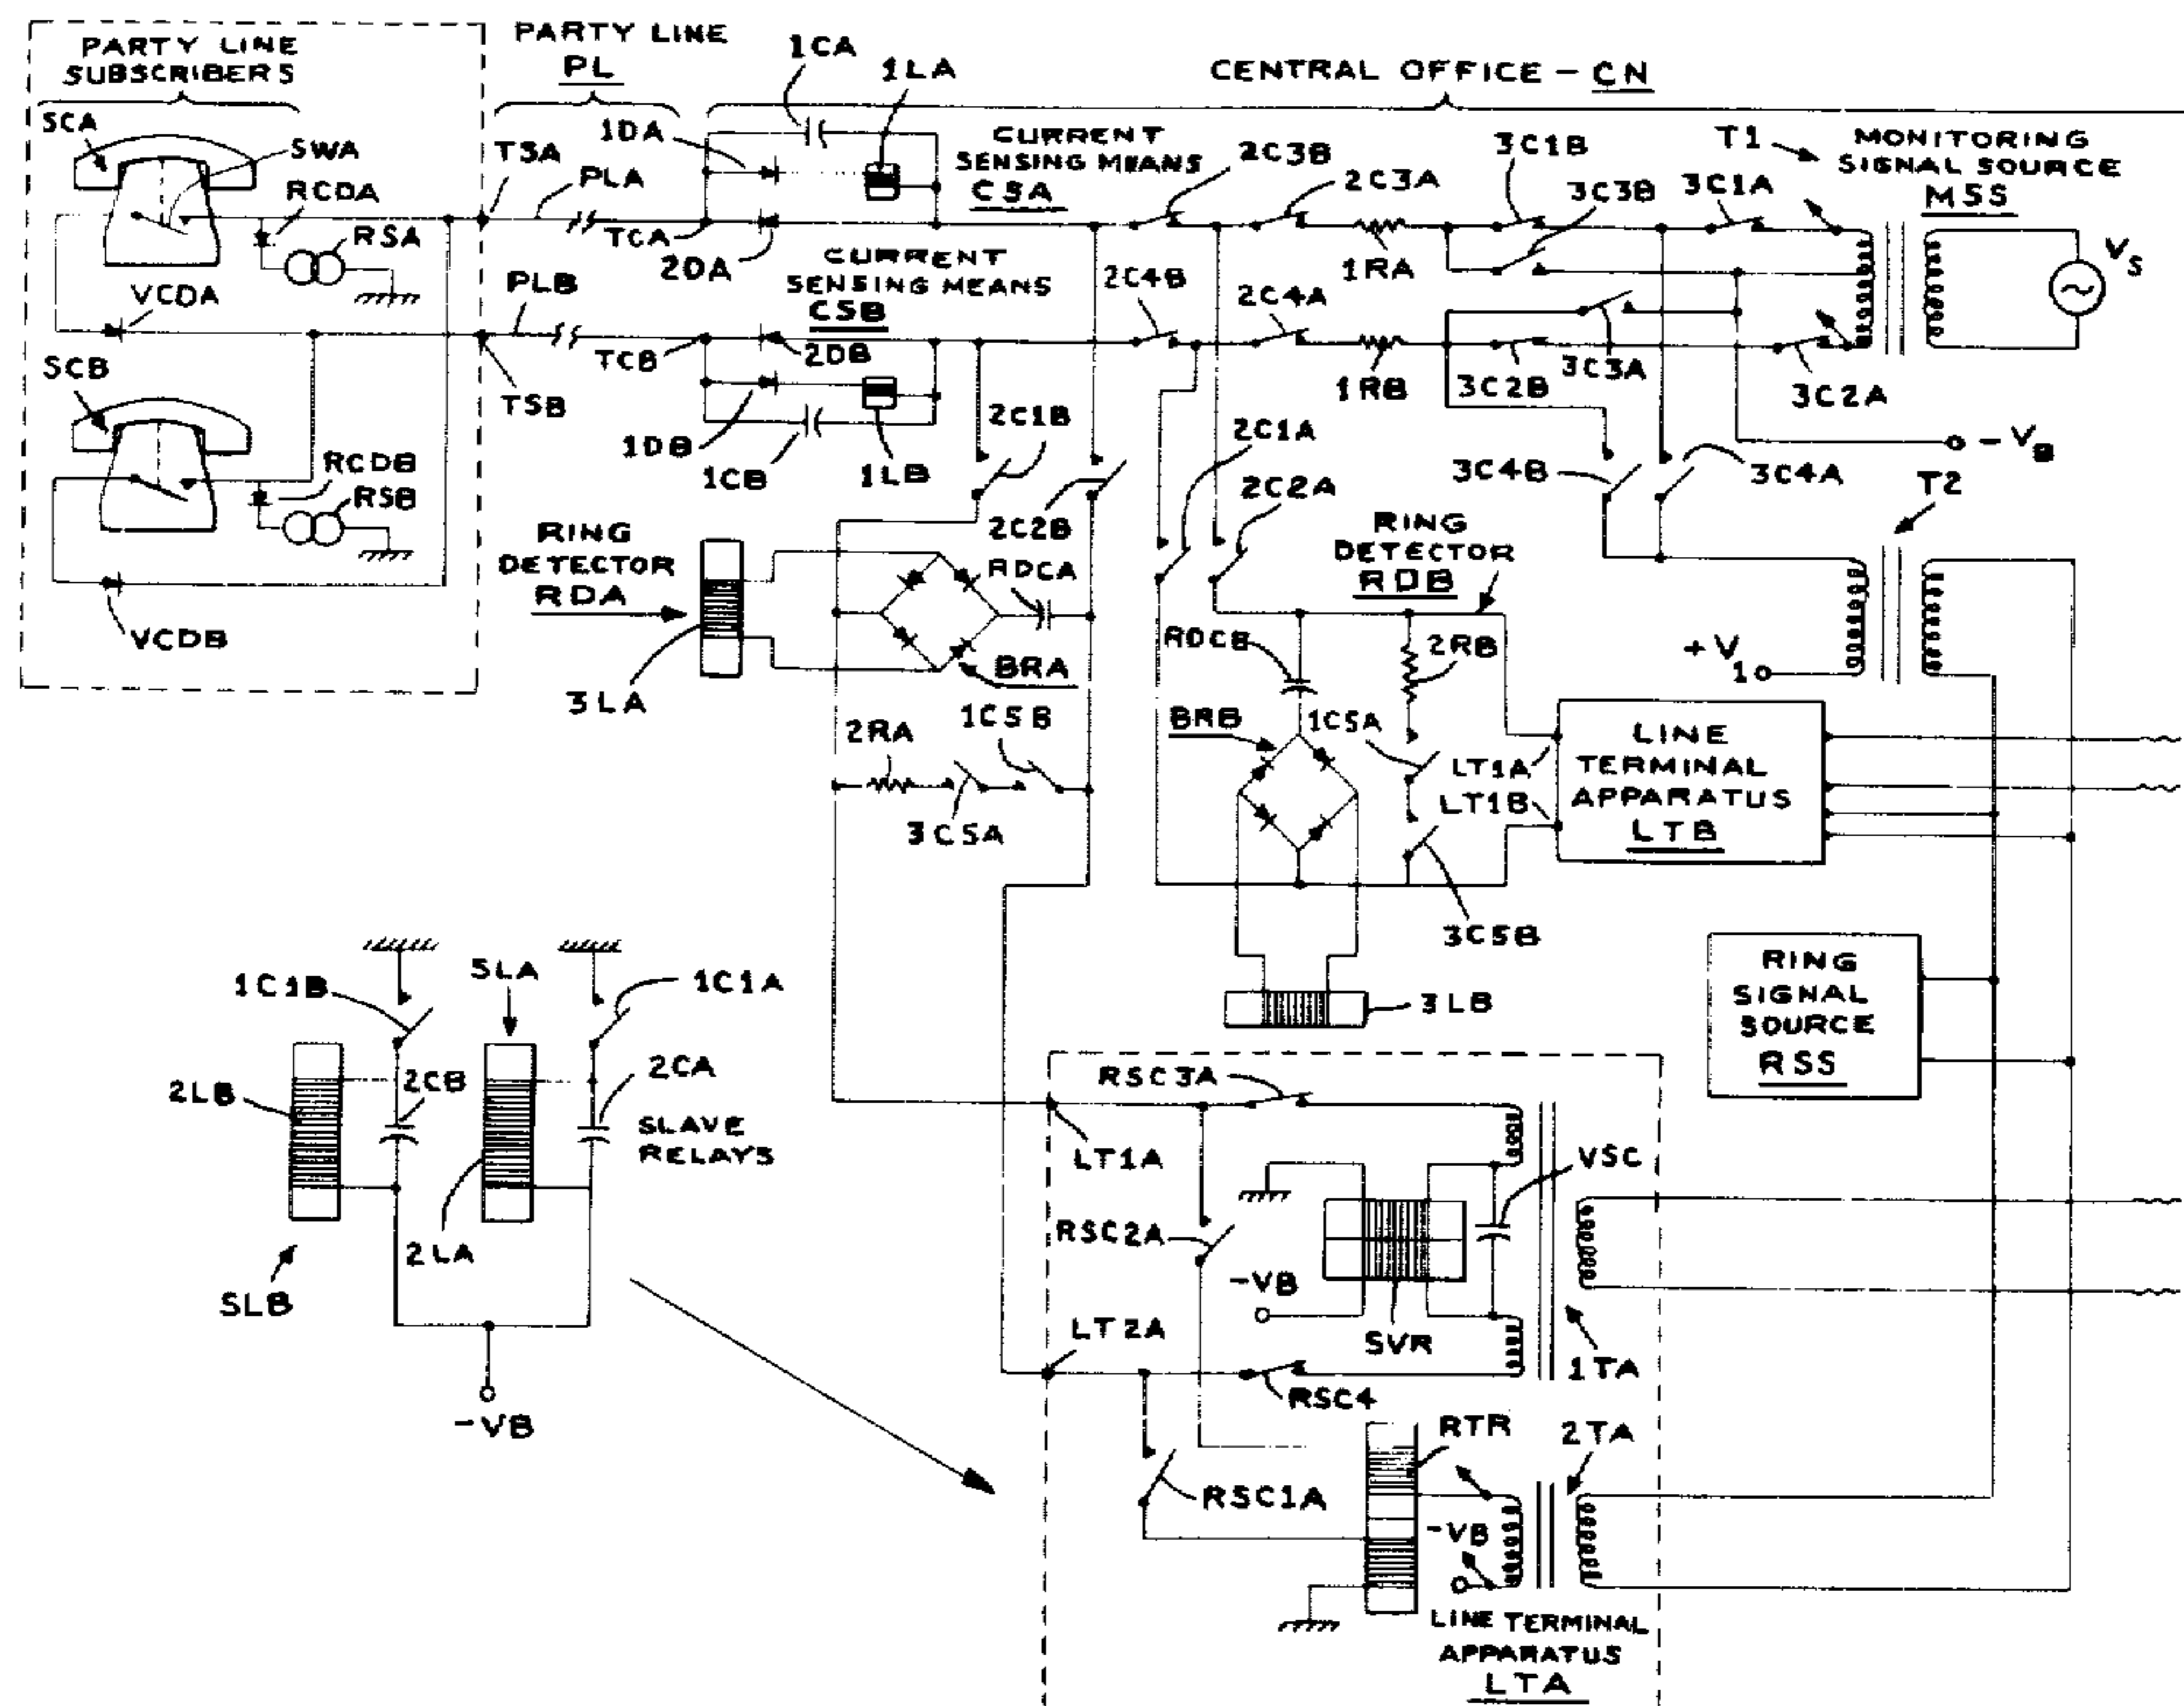 PARTY LINE
SUBSCRIBERS
PARTY LINE
PL
CENTRAL OFFICE - CN
1CA
1LA
1DA
CURRENT
SENSING MEANS
CSA
2C3B
2C3A
3C1B
3C3B
3C1A
T1
MONITORING
SIGNAL SOURCE
MSS
SCA
SWA
RCDA
RSA
TSA
PLA
TCA
2DA
1RA
VS
VCDA
PLB
CURRENT
SENSING MEANS
CSB
2C4B
2C4A
TCB
2DB
1RB
3C2B
3C3A
3C2A
SCB
TSB
1DB
1CB
1LB
2C1B
2C2B
2C1A
2C2A
3C4B
3C4A
-VB
T2
RCDB
RSB
VCDB
RING
DETECTOR
RDA
RDCA
BRA
3LA
2RA
1C5B
3C5A
RING
DETECTOR
RDB
RDCB
2RB
BRB
1C5A
3C5B
3LB
+V1
LT1A
LT1B
LINE
TERMINAL
APPARATUS
LTB
RING
SIGNAL
SOURCE
RSS
1C1B
SLA
1C1A
2LB
2CB
2CA
SLAVE
RELAYS
2LA
SLB
-VB
RSC3A
LT1A
VSC
RSC2A
-VB
SVR
LT2A
RSC4
1TA
RTR
2TA
RSC1A
-VB
LINE TERMINAL
APPARATUS
LTA